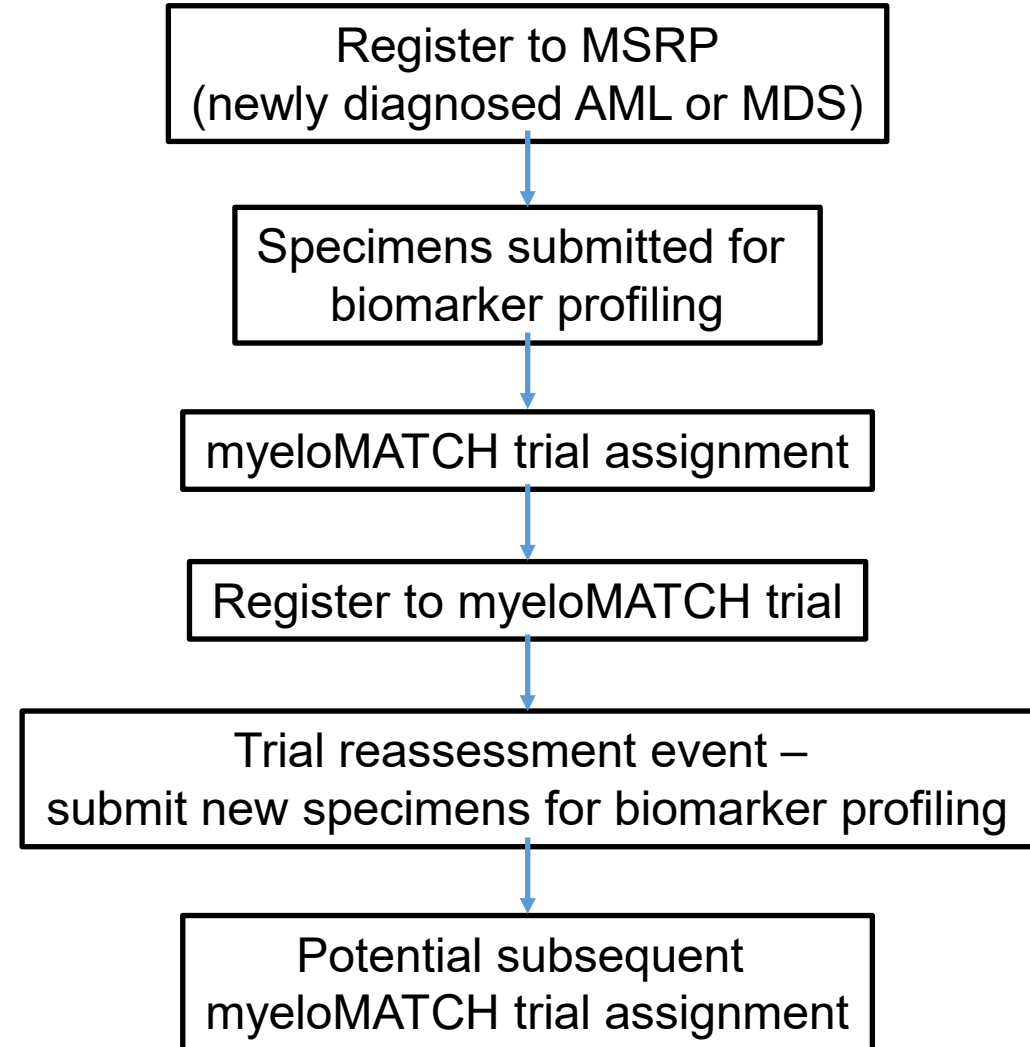 Register to MSRP
(newly diagnosed AML or MDS)
Specimens submitted for
biomarker profiling
myeloMATCH trial assignment
Register to myeloMATCH trial
Trial reassessment event –
submit new specimens for biomarker profiling
Potential subsequent
myeloMATCH trial assignment